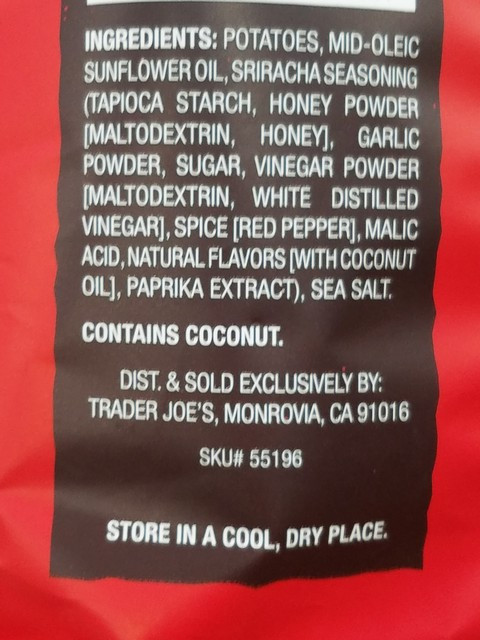 INGREDIENTS: POTATOES, MID-OLEIC
SUNFLOWER OIL, SRIRACHA SEASONING
(TAPIOCA STARCH, HONEY POWDER
[MALTODEXTRIN, HONEY], GARLIC
POWDER, SUGAR, VINEGAR POWDER
[MALTODEXTRIN, WHITE DISTILLED
VINEGAR], SPICE [RED PEPPER], MALIC
ACID, NATURAL FLAVORS [WITH COCONUT
OIL], PAPRIKA EXTRACT), SEA SALT.
CONTAINS COCONUT.
DIST. & SOLD EXCLUSIVELY BY:
TRADER JOE'S, MONROVIA, CA 91016
SKU# 55196
STORE IN A COOL, DRY PLACE.